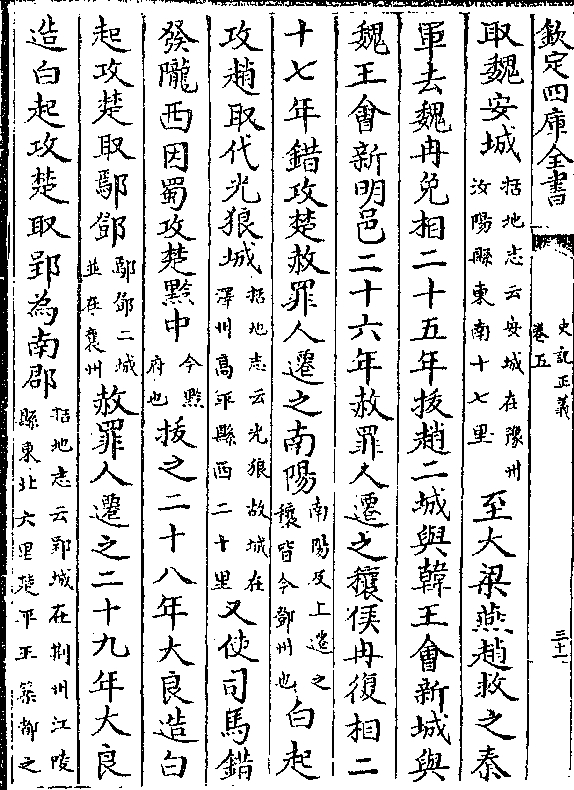 欽定四庫全書
史記正義
卷五
三十一
取魏安城
括地志云安城在豫州
汝陽縣東南十七里
至大梁燕趙救之秦
軍去魏冉免相二十五年拔趙二城與韓王會新城與
魏王會新明邑二十六年赦罪人遷之穰侯冉復相二
十七年錯攻楚赦罪人遷之南陽
南陽及上遷之
穰皆今鄧州也
白起
攻趙取代光狼城
括地志云光狼故城在
澤州高平縣西二十里
又使司馬錯
發隴西因蜀攻楚黔中
今黔
府也
拔之二十八年大良造白
起攻楚取鄢鄧
鄢鄧二城
並在襄州
赦罪人遷之二十九年大良
造白起攻楚取郢為南郡
括地志云郢城在荆州江陵
縣東北六里楚平王築都之